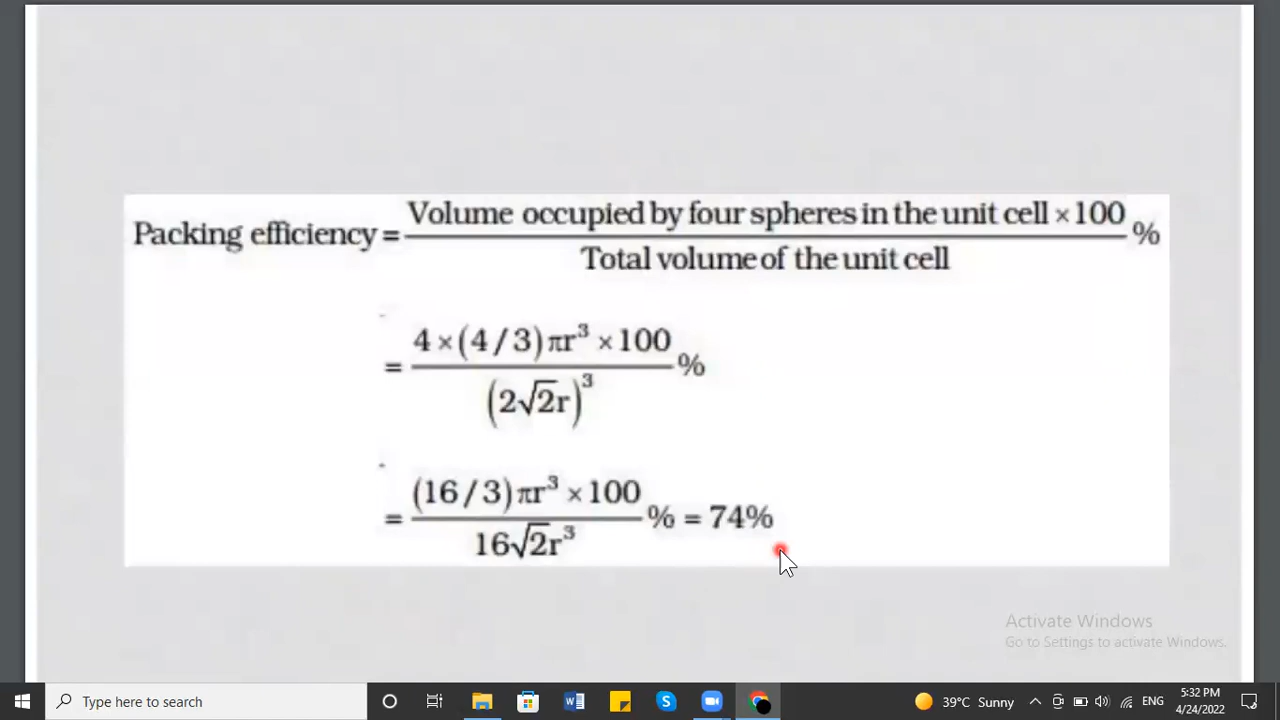 Packing efficiency = Volume occupied by four spheres in the unit cell ×100 %
Total volume of the unit cell
= 4 ×(4 / 3) πr³ ×100 %
(2√2r)³
= (16 / 3) πr³ ×100 % = 74%
16√2r³
Activate Windows
Go to Settings to activate Windows.
Type here to search
39°C Sunny
ENG
5:32 PM
4/24/2022